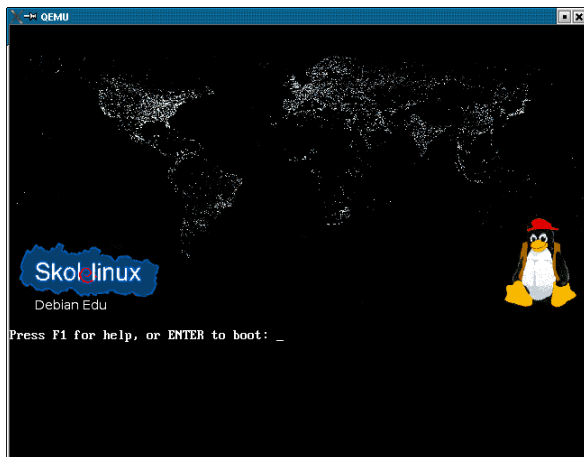 QEMU
Skolelinux
Debian Edu
Press F1 for help, or ENTER to boot: _